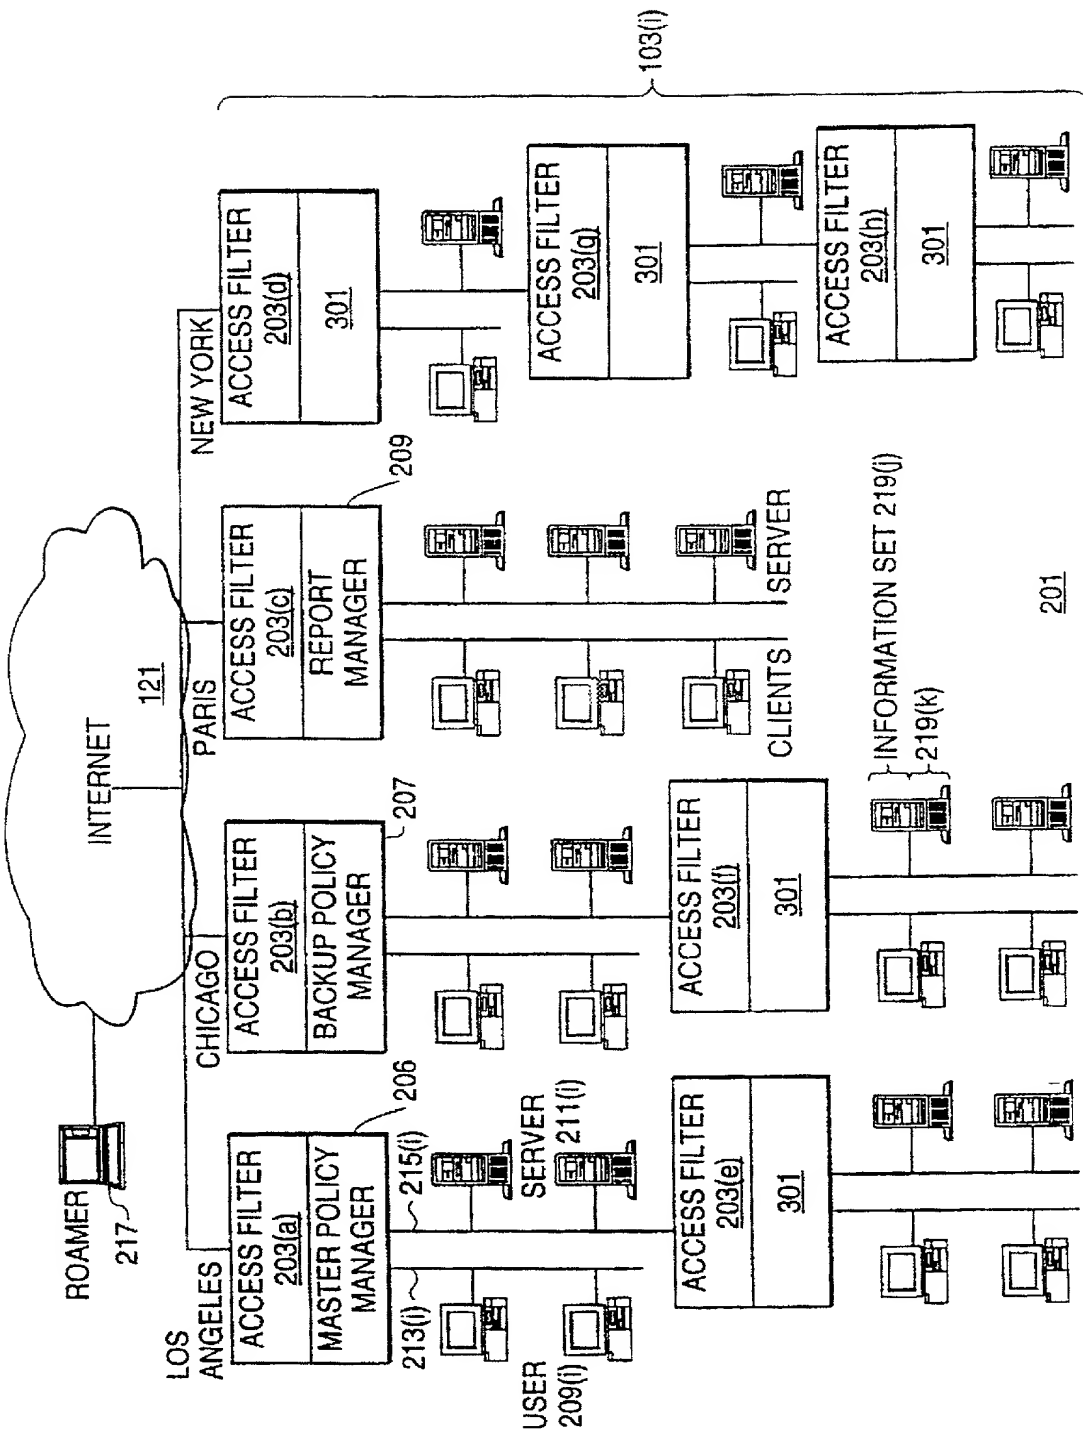 ROAMER
217
INTERNET
121
LOS
ANGELES
CHICAGO
PARIS
NEW YORK
ACCESS FILTER
203(a)
MASTER POLICY
MANAGER
206
ACCESS FILTER
203(b)
BACKUP POLICY
MANAGER
207
ACCESS FILTER
203(c)
REPORT
MANAGER
209
ACCESS FILTER
203(d)
301
103(i)
213(i)
215(i)
USER
209(i)
SERVER
211(i)
ACCESS FILTER
203(e)
301
ACCESS FILTER
203(f)
301
CLIENTS
SERVER
ACCESS FILTER
203(g)
301
ACCESS FILTER
203(h)
301
INFORMATION SET 219(j)
219(k)
201